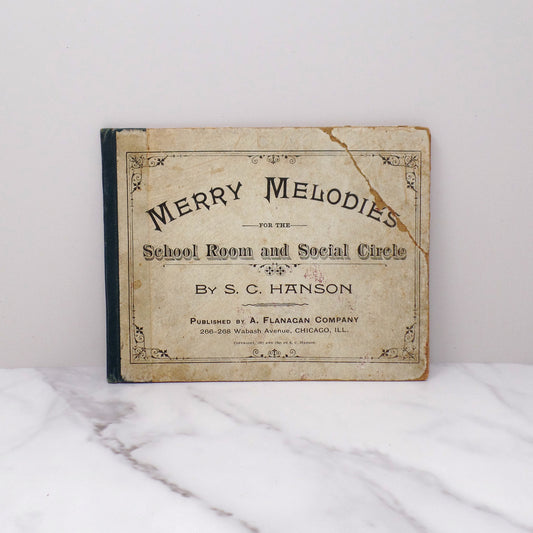 MERRY MELODIES
FOR THE
School Room and Social Circle
By S. C. HANSON
PUBLISHED BY A. FLANAGAN COMPANY
266-268 Wabash Avenue, CHICAGO, ILL.